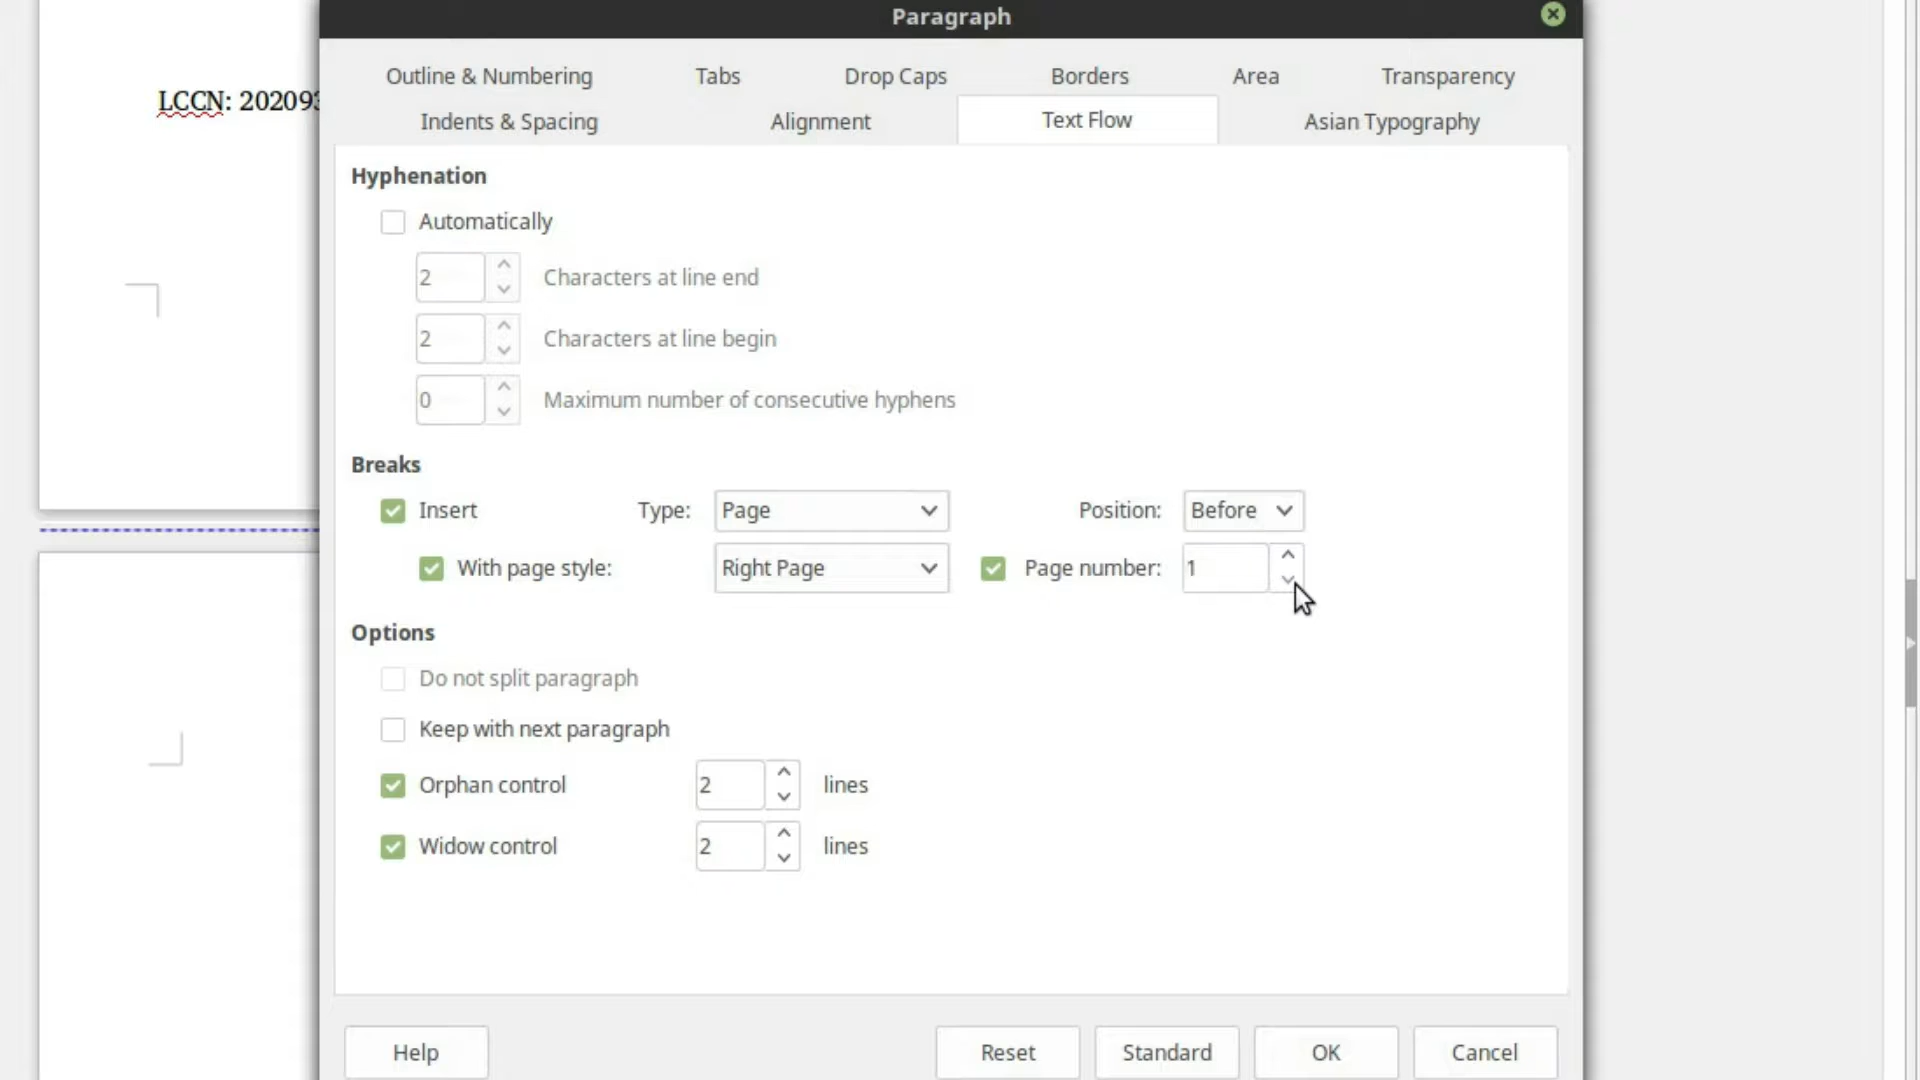 Paragraph
Outline & Numbering Tabs Drop Caps Borders Area Transparency
LCCN: 202093
Indents & Spacing Alignment Text Flow Asian Typography
Hyphenation
Automatically
2 Characters at line end
2 Characters at line begin
0 Maximum number of consecutive hyphens
Breaks
Insert Type: Page Position: Before
With page style: Right Page Page number: 1
Options
Do not split paragraph
Keep with next paragraph
Orphan control 2 lines
Widow control 2 lines
Help Reset Standard OK Cancel